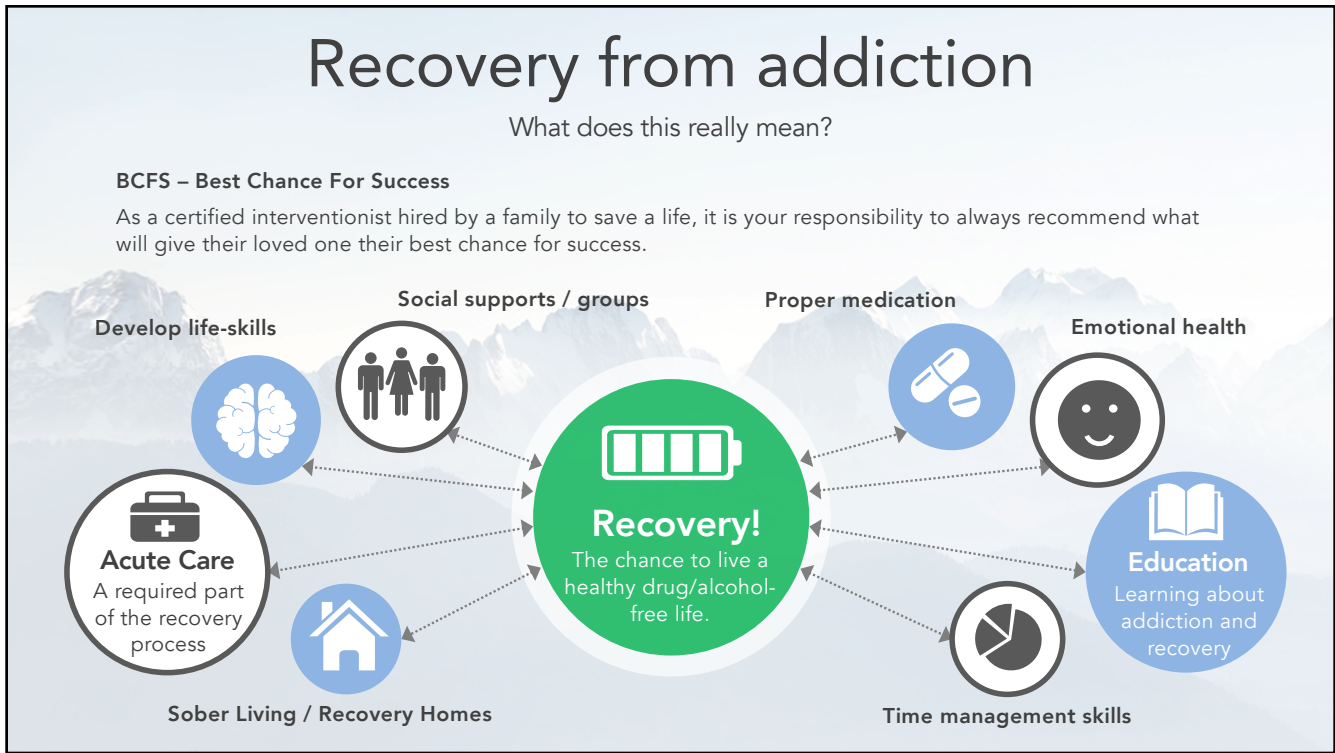 Recovery from addiction
What does this really mean?
BCFS – Best Chance For Success
As a certified interventionist hired by a family to save a life, it is your responsibility to always recommend what
will give their loved one their best chance for success.
Social supports / groups
Proper medication
Develop life-skills
Emotional health
Acute Care
A required part
of the recovery
process
Recovery!
The chance to live a
healthy drug/alcohol-
free life.
Education
Learning about
addiction and
recovery
Sober Living / Recovery Homes
Time management skills